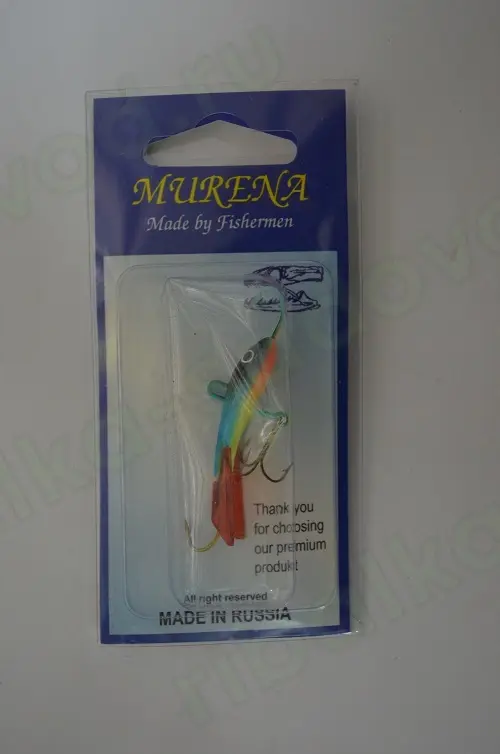 MURENA
Made by Fishermen
Thank you
for choosing
our premium
produkt
All right reserved
MADE IN RUSSIA